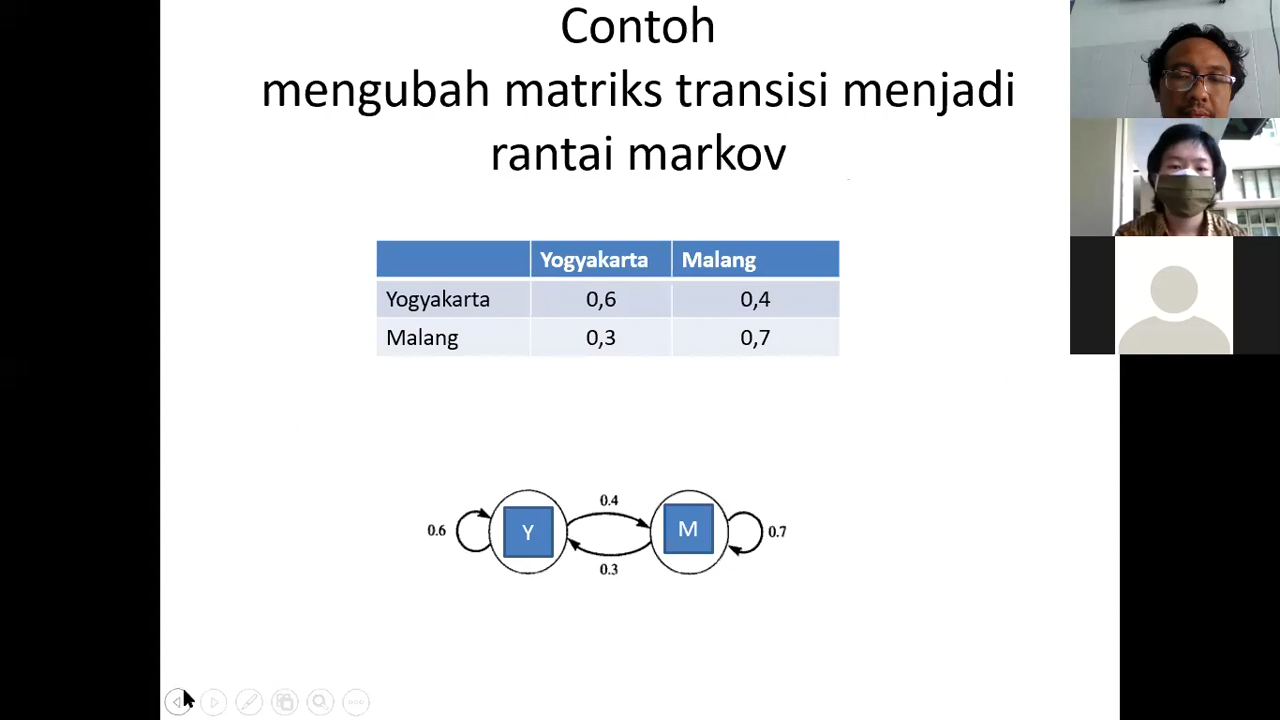 Contoh
mengubah matriks transisi menjadi
rantai markov
Yogyakarta Malang
Yogyakarta 0,6 0,4
Malang 0,3 0,7
0.4
0.6 Y M 0.7
0.3